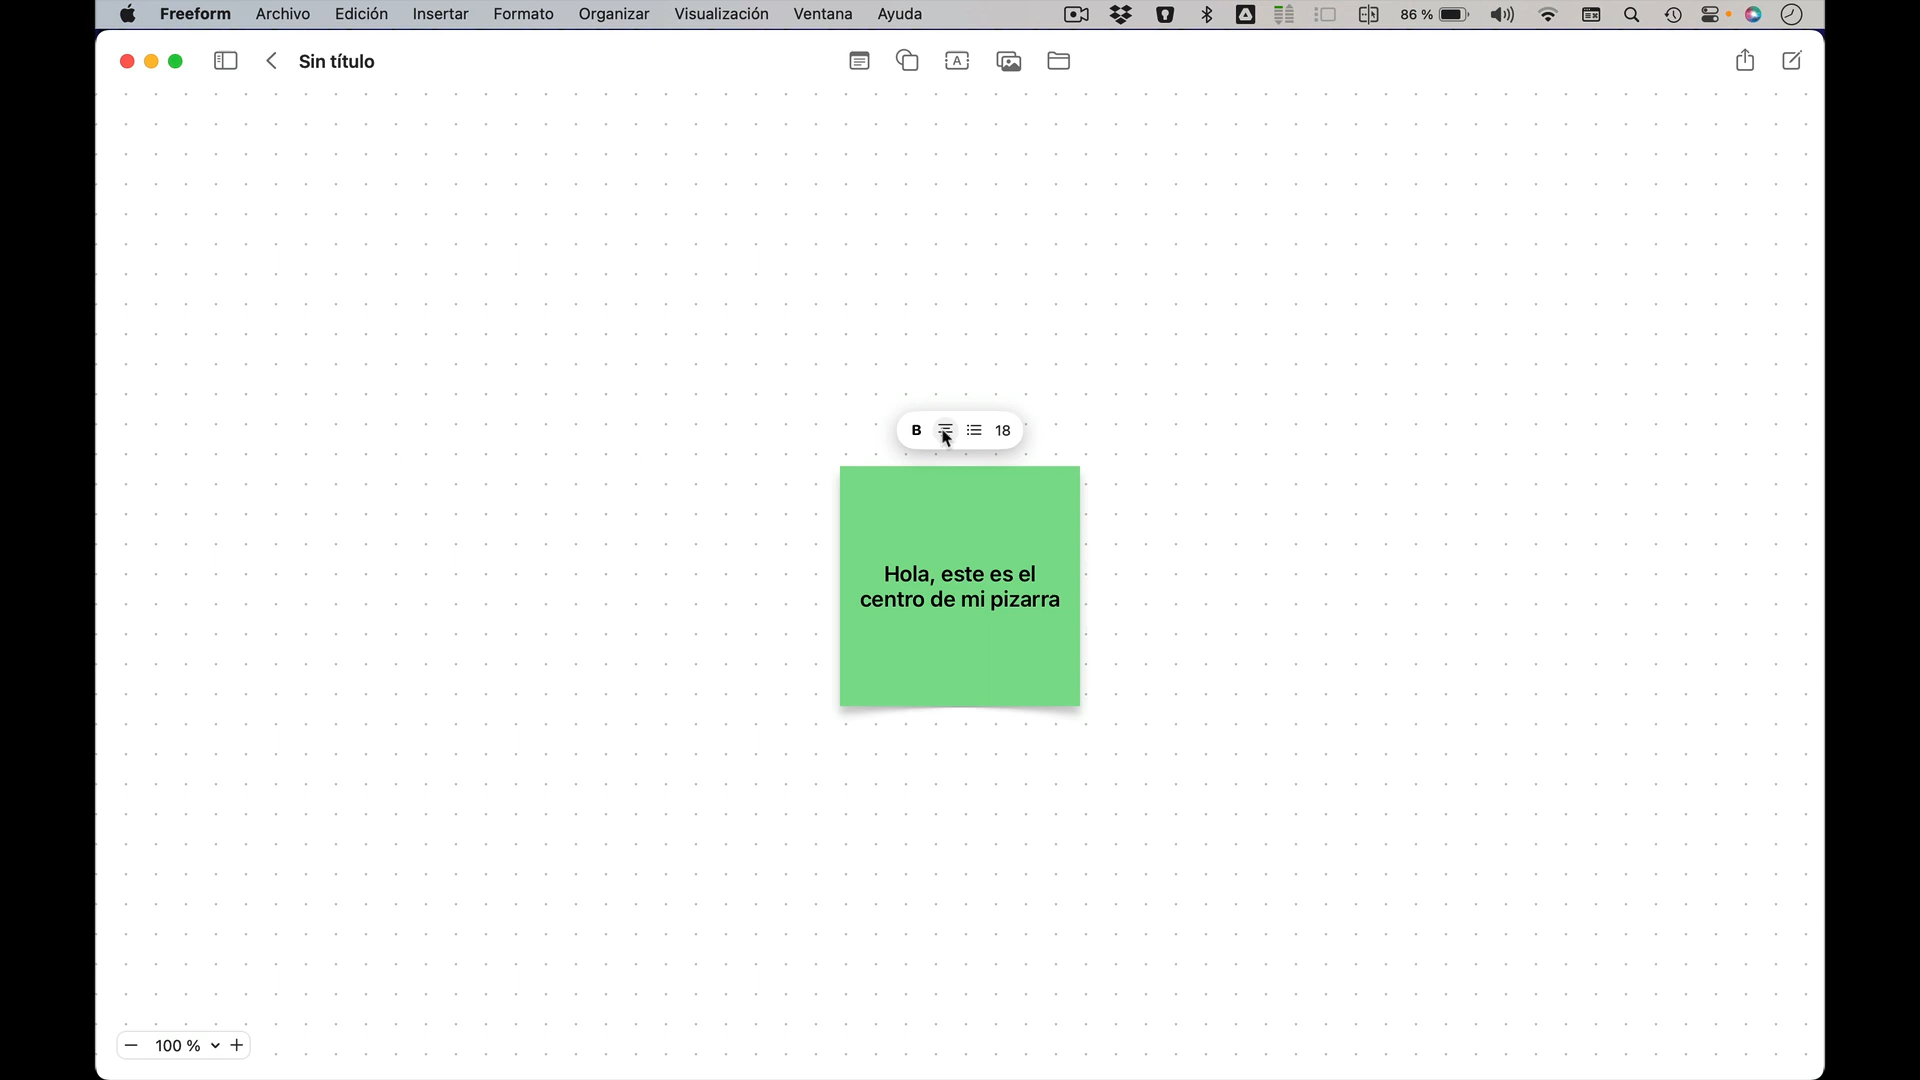 Freeform Archivo Edición Insertar Formato Organizar Visualización Ventana Ayuda 86 %
Sin título A
B 18
Hola, este es el
centro de mi pizarra
100 %